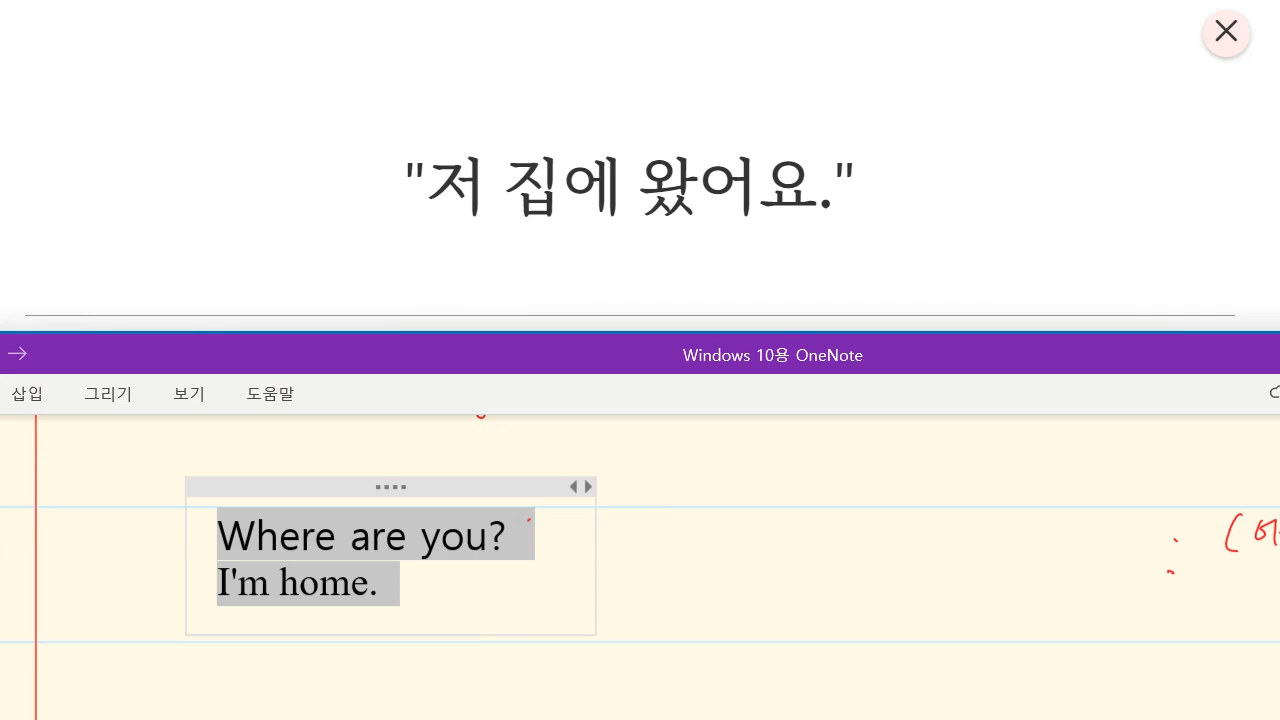 "저 집에 왔어요."
Windows 10용 OneNote
삽입 그리기 보기 도움말
Where are you?
I'm home.